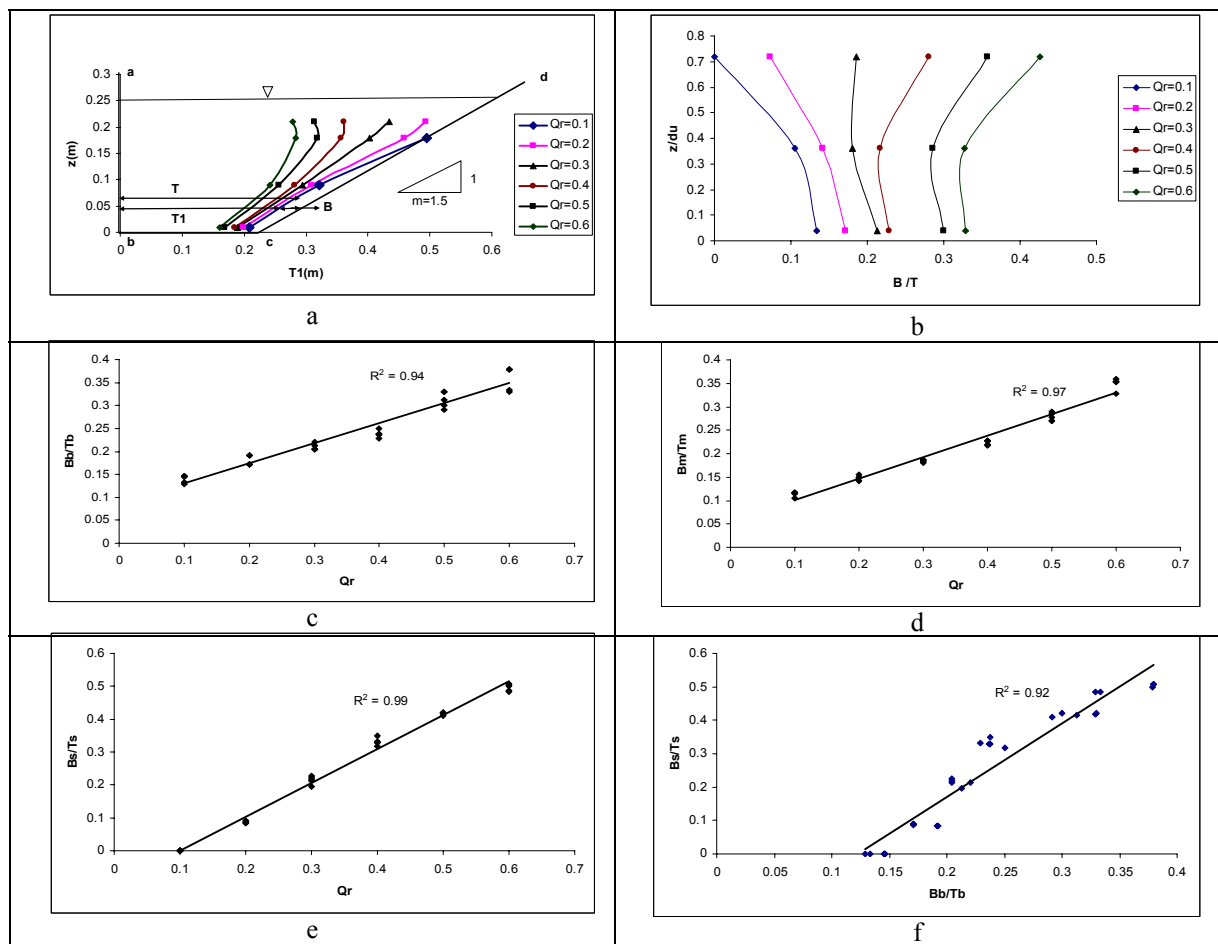 a
d
0.3
0.25
0.2
0.15
0.1
0.05
0
z(m)
T
T1
B
b
c
1
m=1.5
0 0.1 0.2 0.3 0.4 0.5 0.6
T1(m)
Qr=0.1
Qr=0.2
Qr=0.3
Qr=0.4
Qr=0.5
Qr=0.6
a
0.8
0.7
0.6
0.5
0.4
0.3
0.2
0.1
0
z/du
0 0.1 0.2 0.3 0.4 0.5
B /T
Qr=0.1
Qr=0.2
Qr=0.3
Qr=0.4
Qr=0.5
Qr=0.6
b
0.4
0.35
0.3
0.25
0.2
0.15
0.1
0.05
0
Bb/Tb
R² = 0.94
0 0.1 0.2 0.3 0.4 0.5 0.6 0.7
Qr
c
0.4
0.35
0.3
0.25
0.2
0.15
0.1
0.05
0
Bm/Tm
R² = 0.97
0 0.1 0.2 0.3 0.4 0.5 0.6 0.7
Qr
d
0.6
0.5
0.4
0.3
0.2
0.1
0
Bs/Ts
R² = 0.99
0 0.1 0.2 0.3 0.4 0.5 0.6 0.7
Qr
e
0.6
0.5
0.4
0.3
0.2
0.1
0
Bs/Ts
R² = 0.92
0 0.05 0.1 0.15 0.2 0.25 0.3 0.35 0.4
Bb/Tb
f